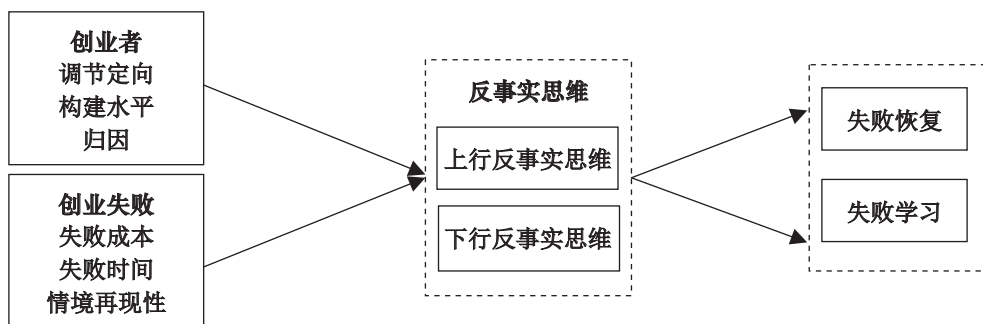 创业者
调节定向
构建水平
归因
创业失败
失败成本
失败时间
情境再现性
反事实思维
上行反事实思维
下行反事实思维
失败恢复
失败学习